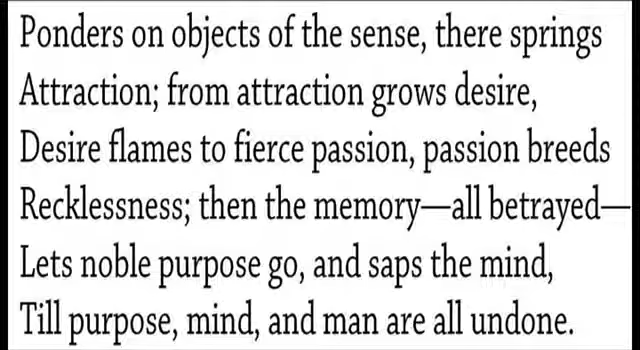 Ponders on objects of the sense, there springs
Attraction; from attraction grows desire,
Desire flames to fierce passion, passion breeds
Recklessness; then the memory—all betrayed—
Lets noble purpose go, and saps the mind,
Till purpose, mind, and man are all undone.